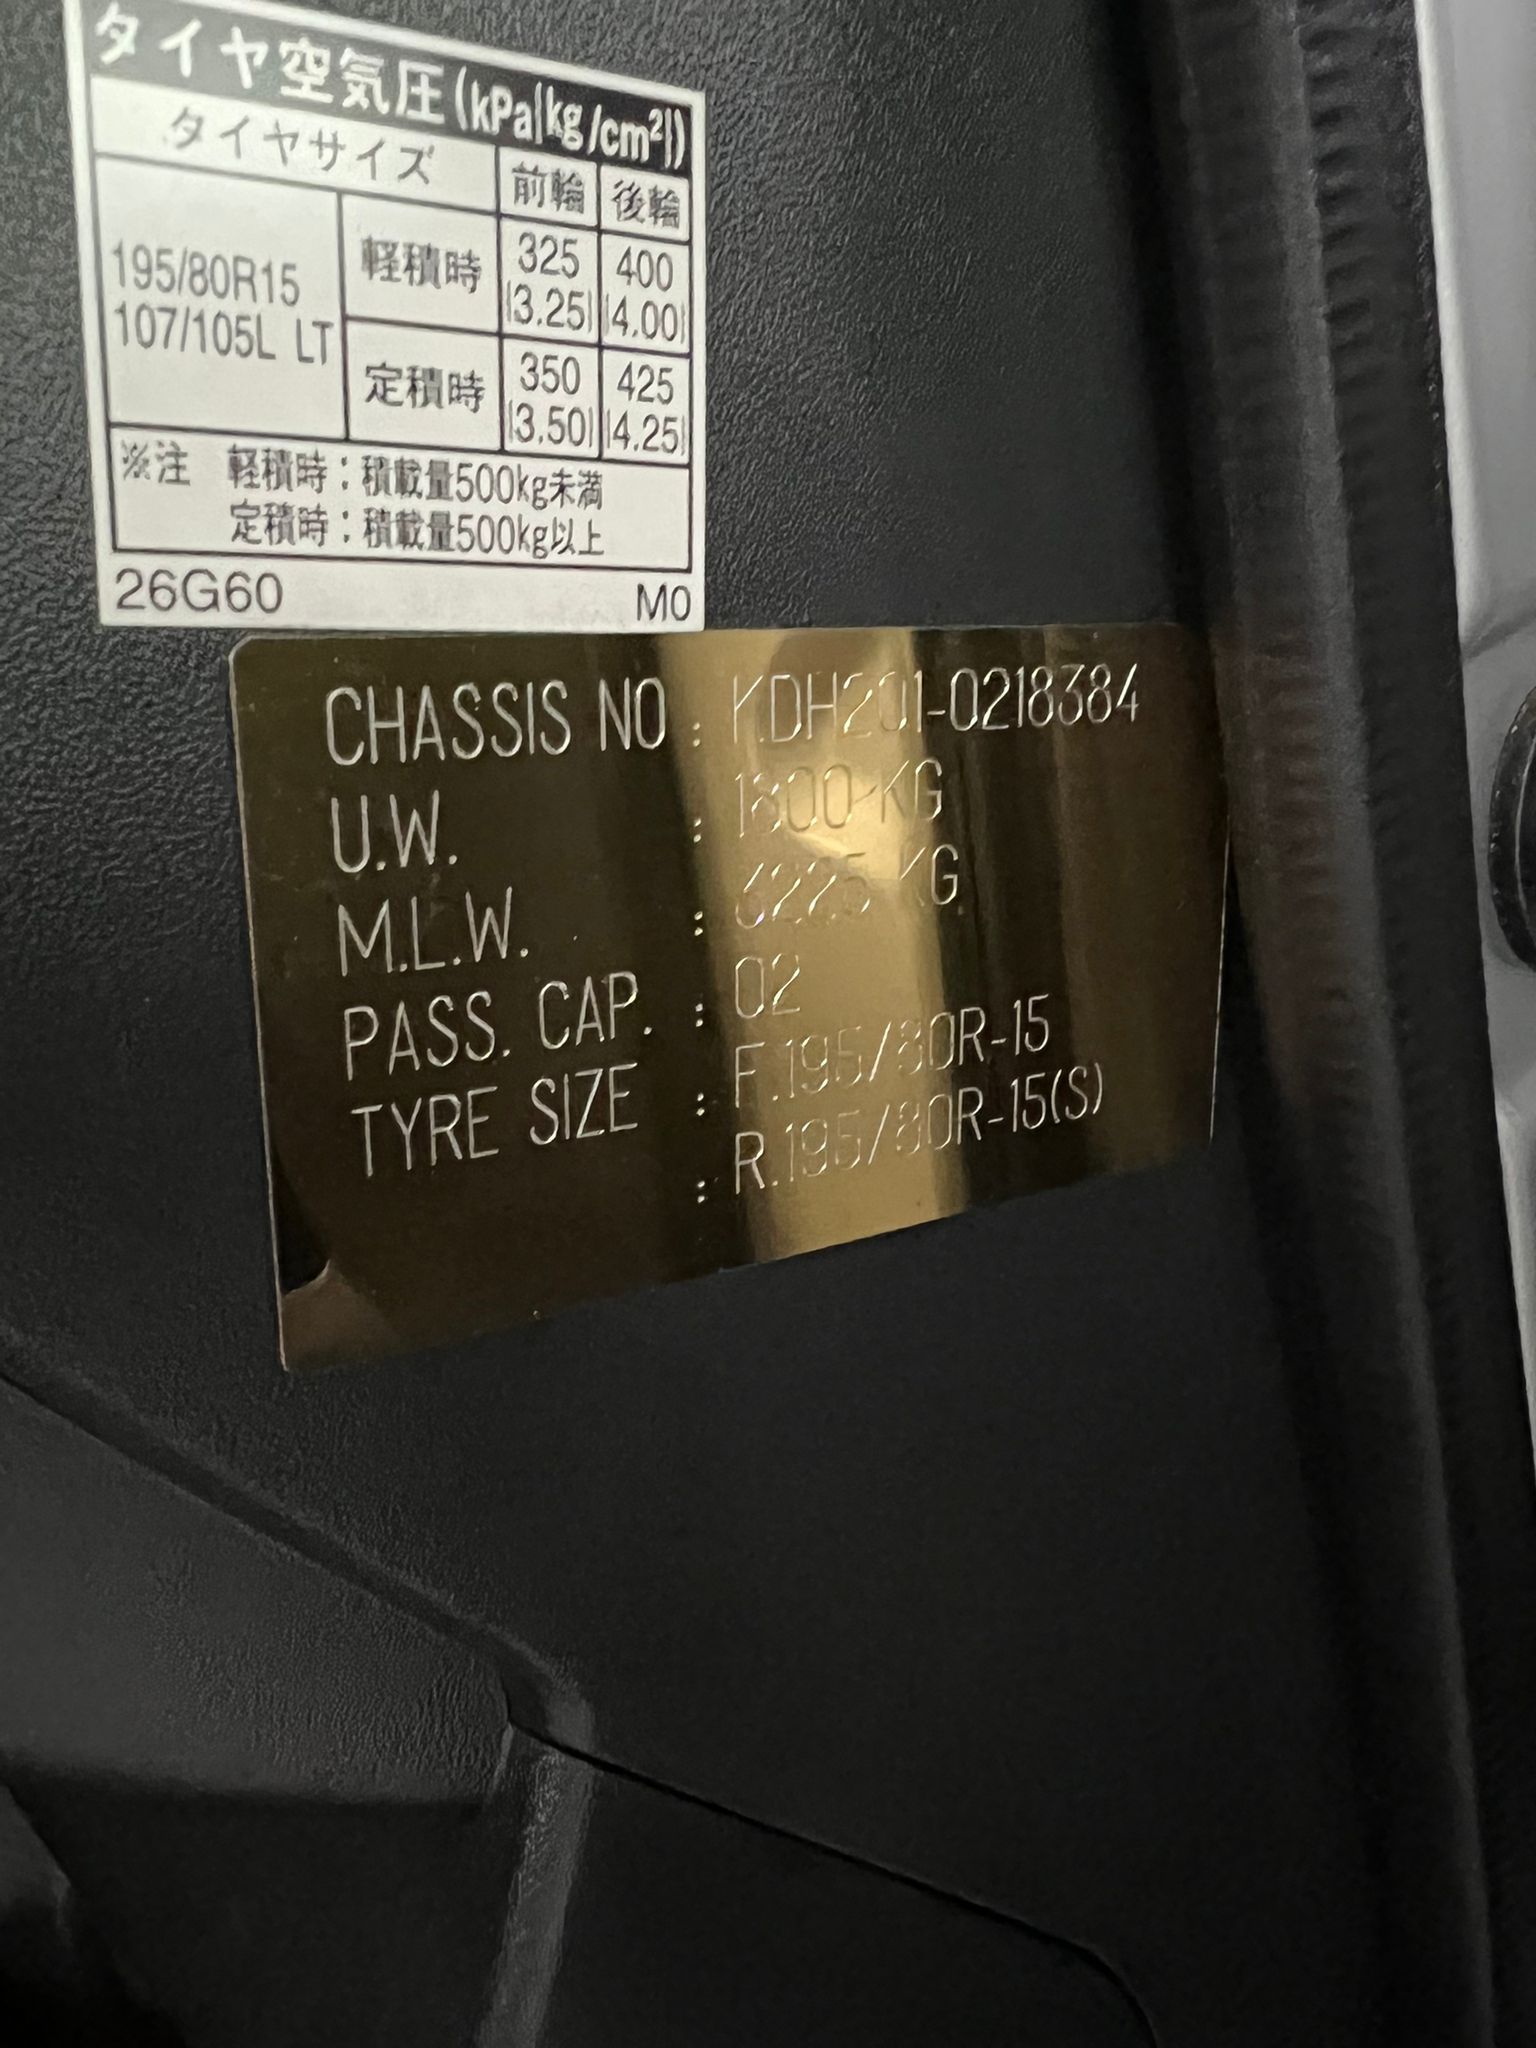 タイヤ空気圧(kPa{kg/cm²})
タイヤサイズ 前輪 後輪
195/80R15
107/105L LT
軽積時 325 {3.25} 400 {4.00}
定積時 350 {3.50} 425 {4.25}
※注 軽積時:積載量500kg未満
定積時:積載量500kg以上
26G60 M0
CHASSIS NO : KDH201-0218384
U.W. : 1800 KG
M.L.W. : KG
PASS. CAP. : 02
TYRE SIZE : F.195/80R-15
: R.195/80R-15(S)